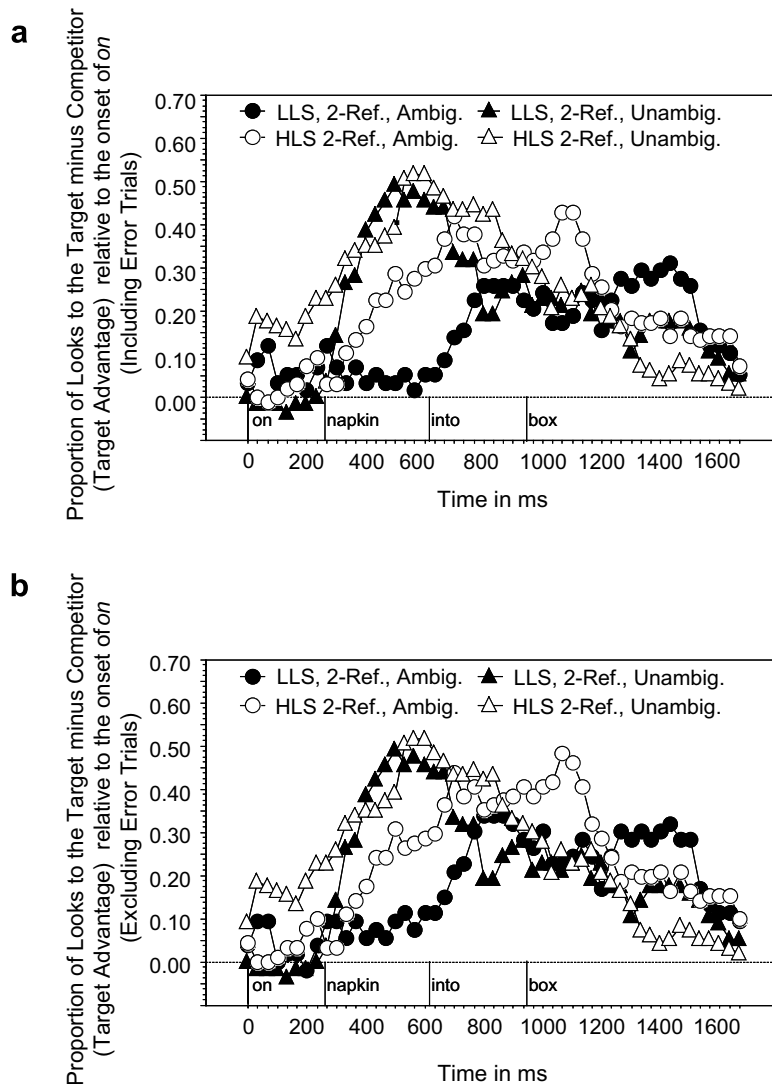 a
Proportion of Looks to the Target minus Competitor
(Target Advantage) relative to the onset of on
(Including Error Trials)
0.70
0.60
0.50
0.40
0.30
0.20
0.10
0.00
LLS, 2-Ref., Ambig.
LLS, 2-Ref., Unambig.
HLS 2-Ref., Ambig.
HLS 2-Ref., Unambig.
on
napkin
into
box
0 200 400 600 800 1000 1200 1400 1600
Time in ms
b
Proportion of Looks to the Target minus Competitor
(Target Advantage) relative to the onset of on
(Excluding Error Trials)
0.70
0.60
0.50
0.40
0.30
0.20
0.10
0.00
LLS, 2-Ref., Ambig.
LLS, 2-Ref., Unambig.
HLS 2-Ref., Ambig.
HLS 2-Ref., Unambig.
on
napkin
into
box
0 200 400 600 800 1000 1200 1400 1600
Time in ms